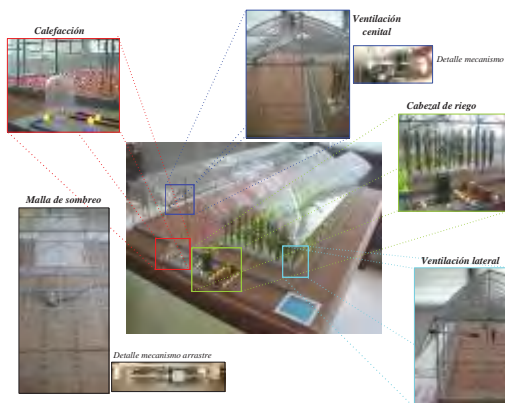 Calefacción
Ventilación
cenital
Detalle mecanismo
Cabezal de riego
Malla de sombreo
Ventilación lateral
Detalle mecanismo arrastre